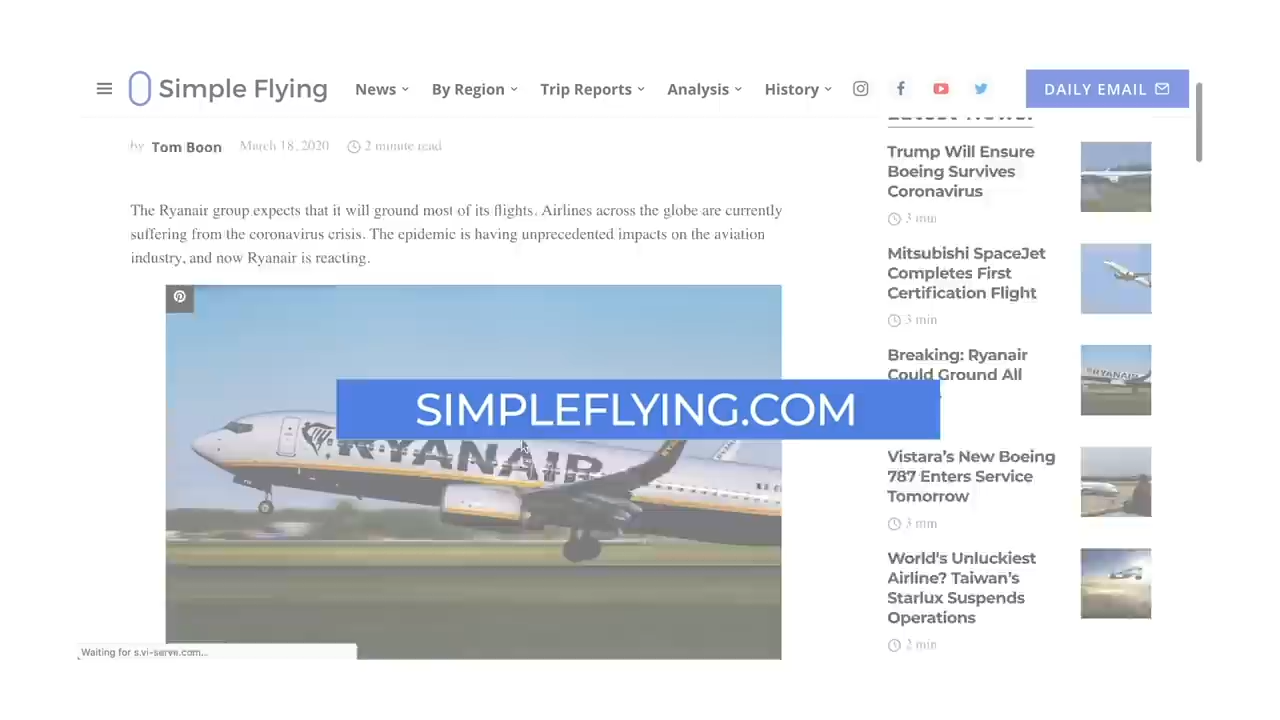 Simple Flying
News
By Region
Trip Reports
Analysis
History
DAILY EMAIL
by Tom Boon March 18, 2020 2 minute read
The Ryanair group expects that it will ground most of its flights. Airlines across the globe are currently
suffering from the coronavirus crisis. The epidemic is having unprecedented impacts on the aviation
industry, and now Ryanair is reacting.
RYANAIR
SIMPLEFLYING.COM
Waiting for s.vi-serve.com...
Latest News:
Trump Will Ensure
Boeing Survives
Coronavirus
3 min
Mitsubishi SpaceJet
Completes First
Certification Flight
3 min
Breaking: Ryanair
Could Ground All
RYANAIR
Vistara's New Boeing
787 Enters Service
Tomorrow
3 min
World's Unluckiest
Airline? Taiwan's
Starlux Suspends
Operations
2 min